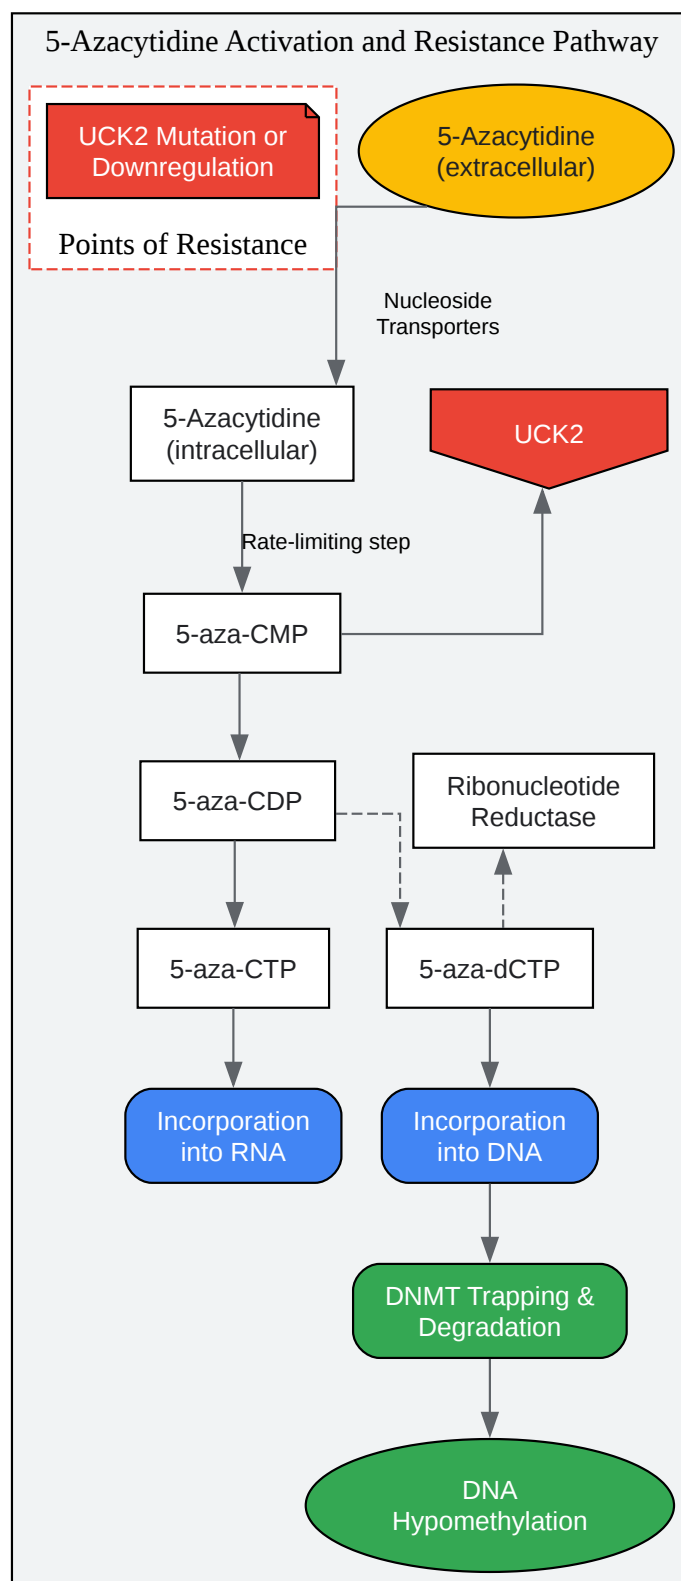 5-Azacytidine Activation and Resistance Pathway
UCK2 Mutation or
Downregulation
Points of Resistance
5-Azacytidine
(extracellular)
Nucleoside
Transporters
5-Azacytidine
(intracellular)
UCK2
Rate-limiting step
5-aza-CMP
5-aza-CDP
Ribonucleotide
Reductase
5-aza-CTP
5-aza-dCTP
Incorporation
into RNA
Incorporation
into DNA
DNMT Trapping &
Degradation
DNA
Hypomethylation